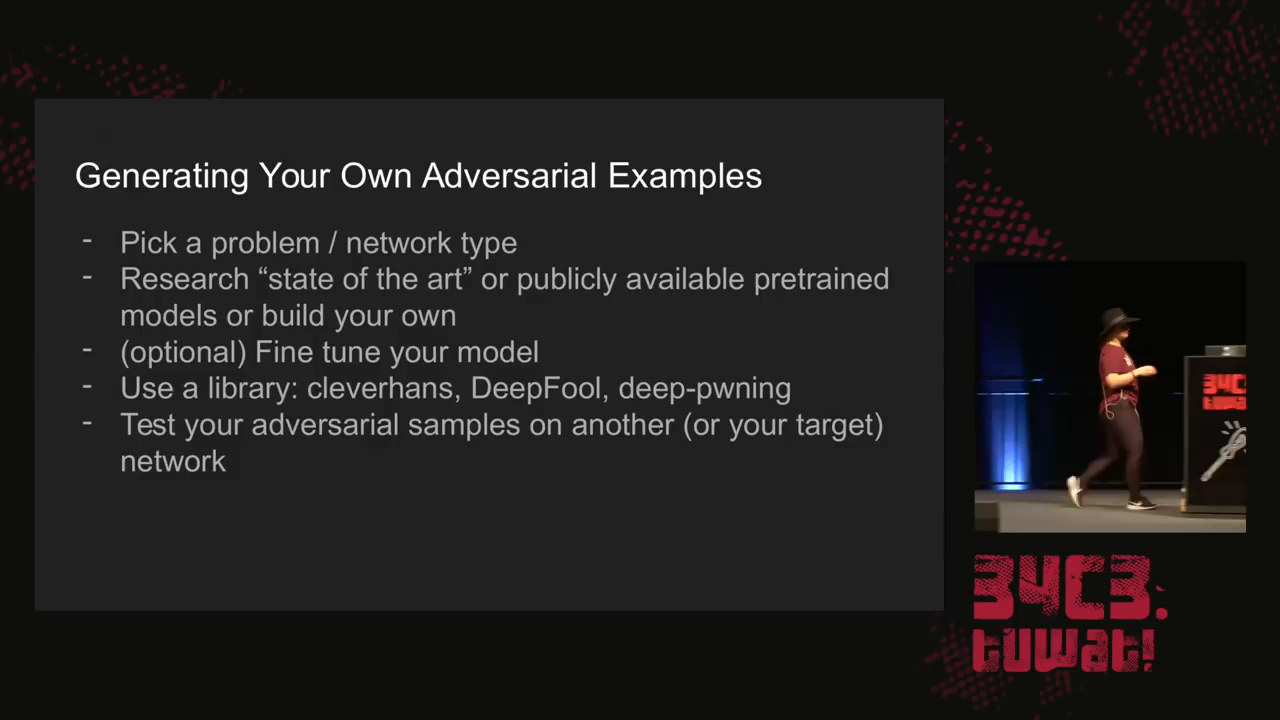 Generating Your Own Adversarial Examples
- Pick a problem / network type
- Research “state of the art” or publicly available pretrained
models or build your own
- (optional) Fine tune your model
- Use a library: cleverhans, DeepFool, deep-pwning
- Test your adversarial samples on another (or your target)
network
34C3
tuwat
34C3.
tuwat!